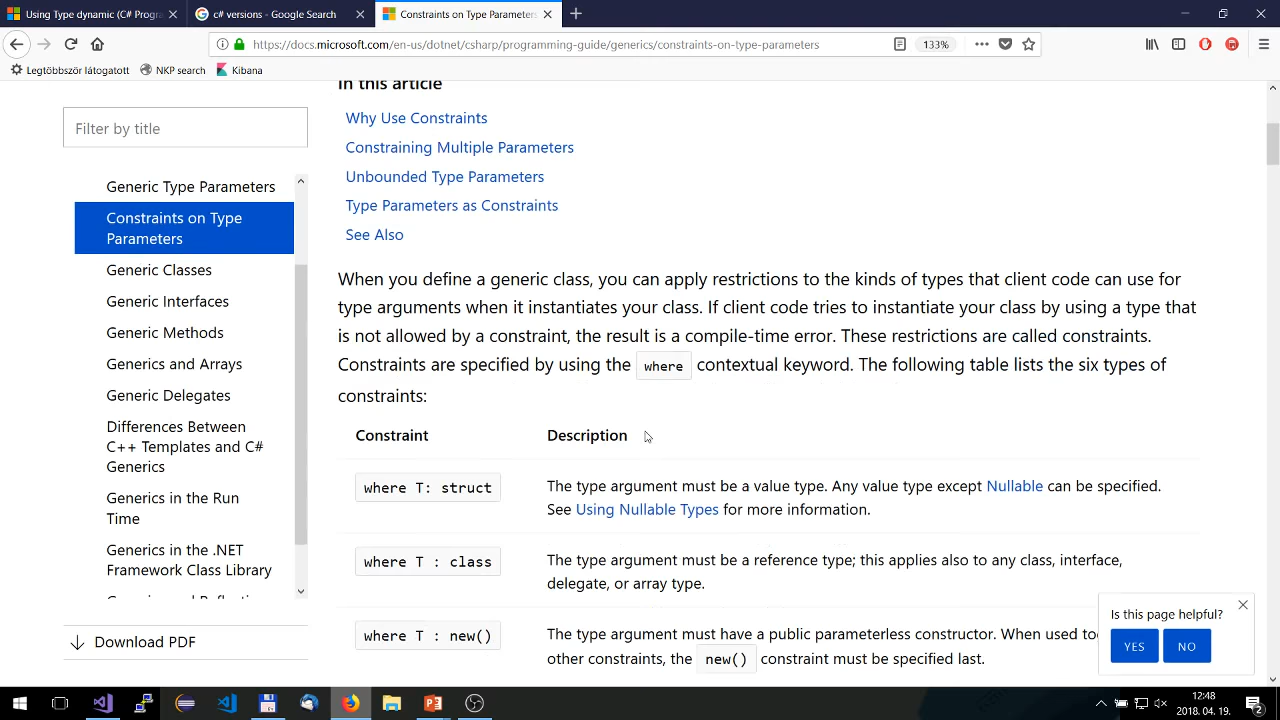 Using Type dynamic (C# Progra
c# versions - Google Search
Constraints on Type Parameters
https://docs.microsoft.com/en-us/dotnet/csharp/programming-guide/generics/constraints-on-type-parameters
133%
Legtöbbször látogatott
NKP search
Kibana
Filter by title
Generic Type Parameters
Constraints on Type
Parameters
Generic Classes
Generic Interfaces
Generic Methods
Generics and Arrays
Generic Delegates
Differences Between
C++ Templates and C#
Generics
Generics in the Run
Time
Generics in the .NET
Framework Class Library
Download PDF
In this article
Why Use Constraints
Constraining Multiple Parameters
Unbounded Type Parameters
Type Parameters as Constraints
See Also
When you define a generic class, you can apply restrictions to the kinds of types that client code can use for
type arguments when it instantiates your class. If client code tries to instantiate your class by using a type that
is not allowed by a constraint, the result is a compile-time error. These restrictions are called constraints.
Constraints are specified by using the where contextual keyword. The following table lists the six types of
constraints:
Constraint Description
where T: struct
The type argument must be a value type. Any value type except Nullable can be specified.
See Using Nullable Types for more information.
where T : class
The type argument must be a reference type; this applies also to any class, interface,
delegate, or array type.
where T : new()
The type argument must have a public parameterless constructor. When used
other constraints, the new() constraint must be specified last.
Is this page helpful?
YES
NO
12:48
2018. 04. 19.
2